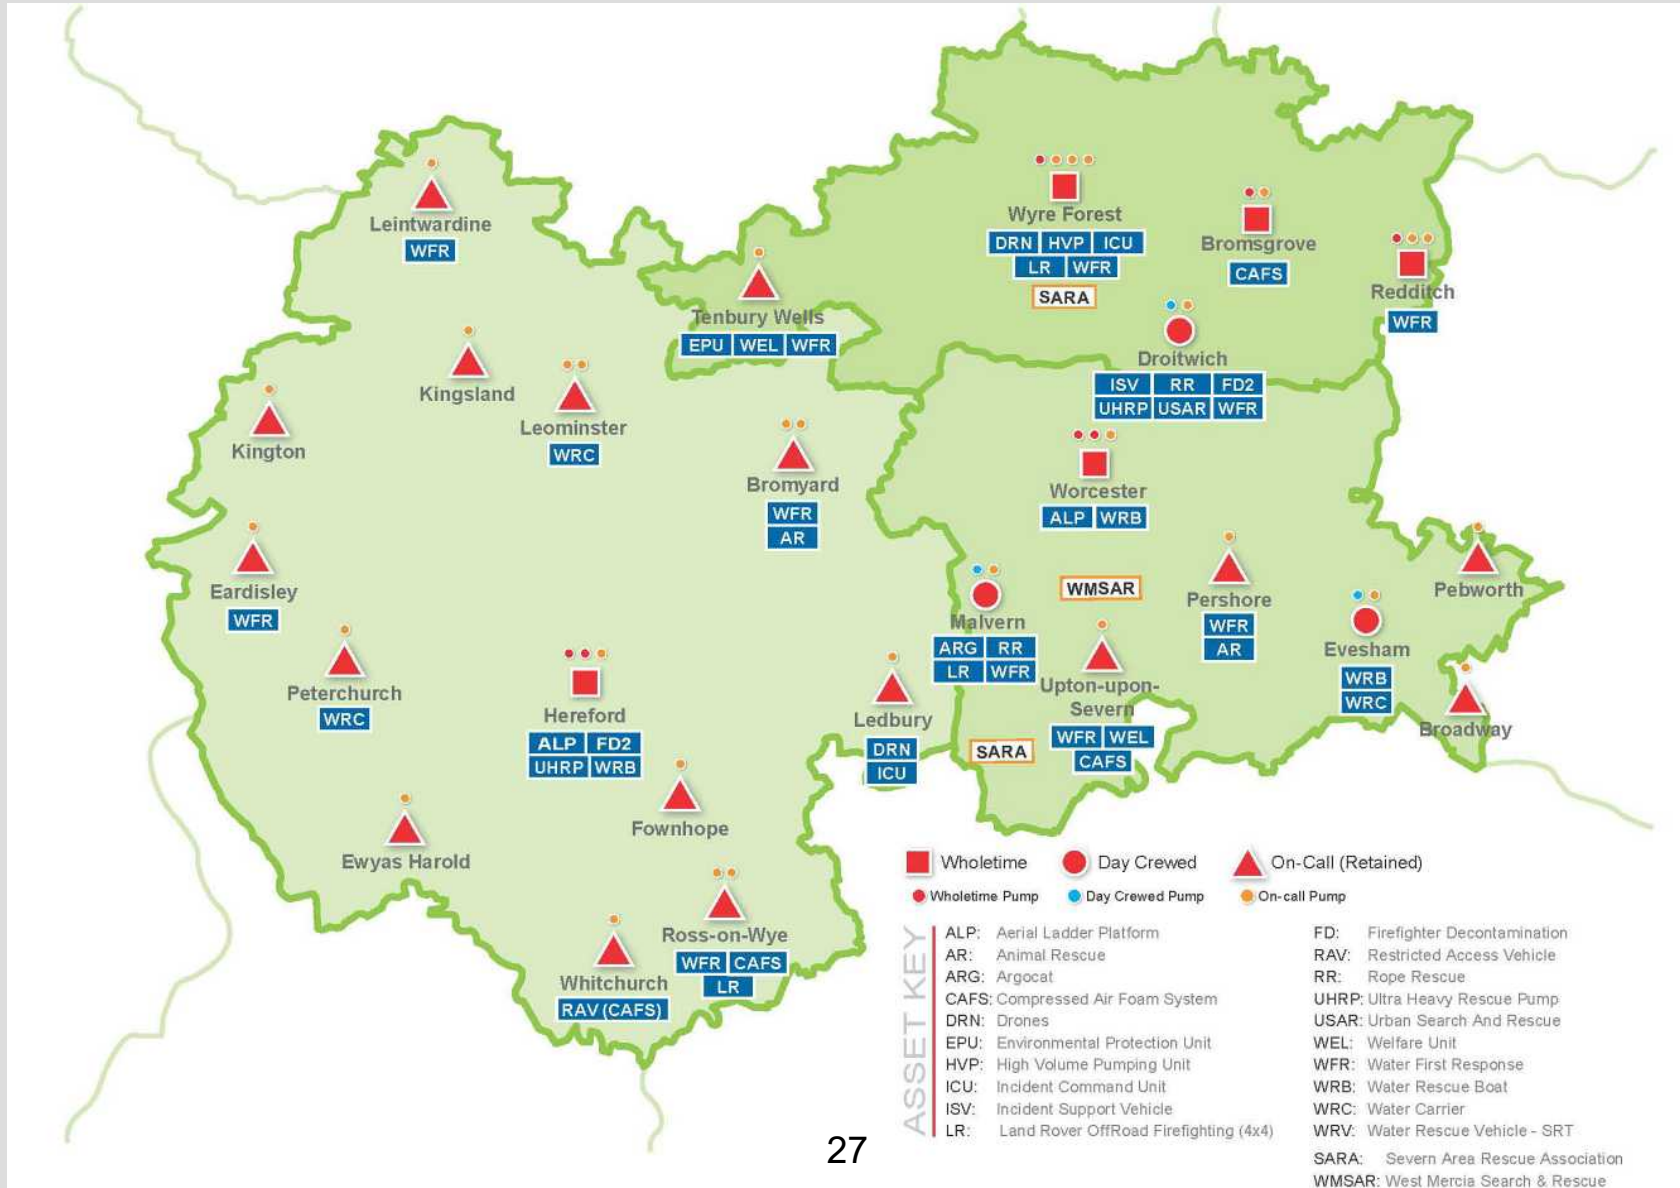 Leintwardine
WFR
Wyre Forest
DRN HVP ICU
LR WFR
SARA
Bromsgrove
CAFS
Redditch
WFR
Tenbury Wells
EPU WEL WFR
Droitwich
ISV RR FD2
UHRP USAR WFR
Kingsland
Leominster
WRC
Kington
Bromyard
WFR
AR
Worcester
ALP WRB
Eardisley
WFR
WMSAR
Malvern
ARG RR
LR WFR
Pershore
WFR
AR
Pebworth
Evesham
WRB
WRC
Peterchurch
WRC
Hereford
ALP FD2
UHRP WRB
Ledbury
DRN
ICU
Upton-upon-
Severn
WFR WEL
CAFS
SARA
Broadway
Fownhope
Ewyas Harold
Ross-on-Wye
WFR CAFS
LR
Whitchurch
RAV (CAFS)
Wholetime Day Crewed On-Call (Retained)
Wholetime Pump Day Crewed Pump On-call Pump
ASSET KEY
ALP: Aerial Ladder Platform
AR: Animal Rescue
ARG: Argocat
CAFS: Compressed Air Foam System
DRN: Drones
EPU: Environmental Protection Unit
HVP: High Volume Pumping Unit
ICU: Incident Command Unit
ISV: Incident Support Vehicle
LR: Land Rover OffRoad Firefighting (4x4)
FD: Firefighter Decontamination
RAV: Restricted Access Vehicle
RR: Rope Rescue
UHRP: Ultra Heavy Rescue Pump
USAR: Urban Search And Rescue
WEL: Welfare Unit
WFR: Water First Response
WRB: Water Rescue Boat
WRC: Water Carrier
WRV: Water Rescue Vehicle - SRT
SARA: Severn Area Rescue Association
WMSAR: West Mercia Search & Rescue
27